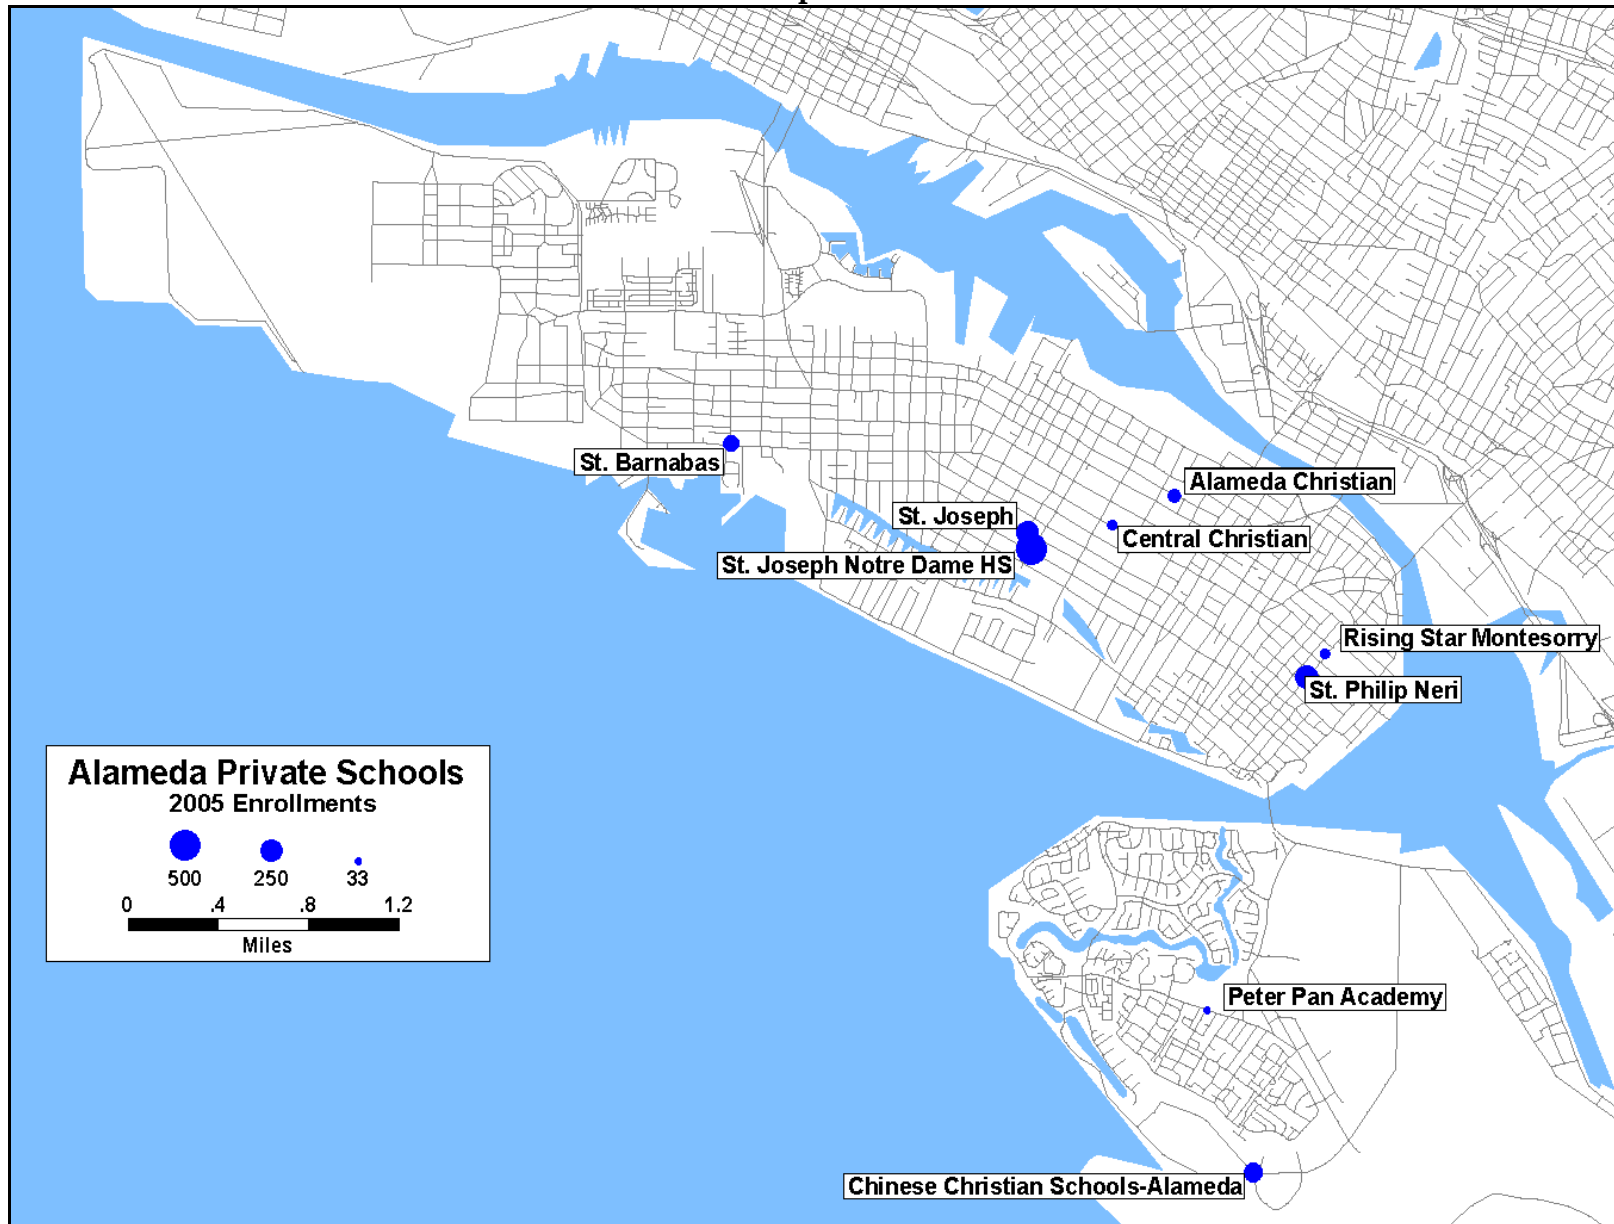 St. Barnabas
Alameda Christian
St. Joseph
Central Christian
St. Joseph Notre Dame HS
Rising Star Montesorry
St. Philip Neri
Alameda Private Schools
2005 Enrollments
500 250 33
0 .4 .8 1.2
Miles
Peter Pan Academy
Chinese Christian Schools-Alameda